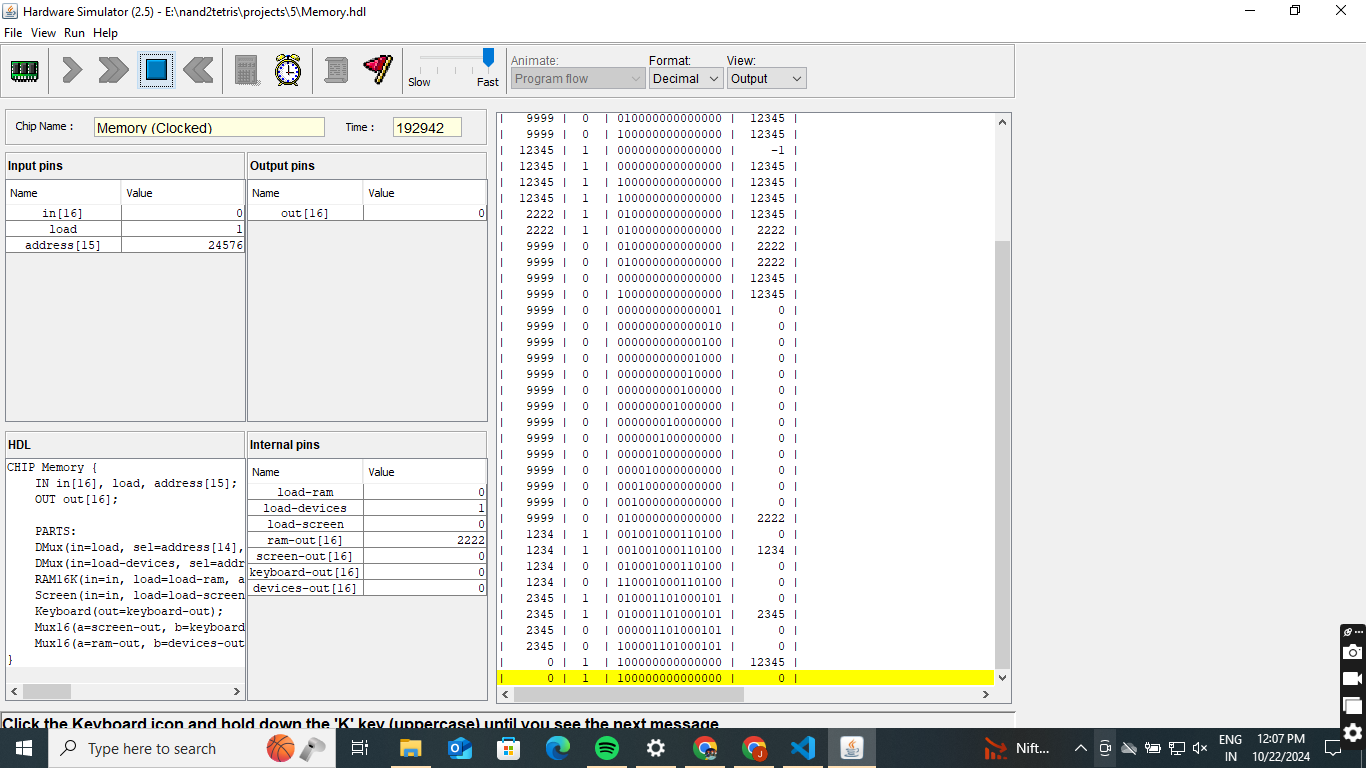 Hardware Simulator (2.5) - E:\nand2tetris\projects\5\Memory.hdl
File View Run Help
Slow Fast
Animate:
Program flow
Format:
Decimal
View:
Output
Chip Name : Memory (Clocked) Time : 192942
Input pins
Name Value
in[16] 0
load 1
address[15] 24576
Output pins
Name Value
out[16] 0
HDL
CHIP Memory {
IN in[16], load, address[15];
OUT out[16];
PARTS:
DMux(in=load, sel=address[14],
DMux(in=load-devices, sel=addr
RAM16K(in=in, load=load-ram, a
Screen(in=in, load=load-screen
Keyboard(out=keyboard-out);
Mux16(a=screen-out, b=keyboard
Mux16(a=ram-out, b=devices-out
}
Internal pins
Name Value
load-ram 0
load-devices 1
load-screen 0
ram-out[16] 2222
screen-out[16] 0
keyboard-out[16] 0
devices-out[16] 0
| 9999 | 0 | 010000000000000 | 12345 |
| 9999 | 0 | 100000000000000 | 12345 |
| 12345 | 1 | 000000000000000 | -1 |
| 12345 | 1 | 000000000000000 | 12345 |
| 12345 | 1 | 100000000000000 | 12345 |
| 12345 | 1 | 100000000000000 | 12345 |
| 2222 | 1 | 010000000000000 | 12345 |
| 2222 | 1 | 010000000000000 | 2222 |
| 9999 | 0 | 010000000000000 | 2222 |
| 9999 | 0 | 010000000000000 | 2222 |
| 9999 | 0 | 000000000000000 | 12345 |
| 9999 | 0 | 100000000000000 | 12345 |
| 9999 | 0 | 000000000000001 | 0 |
| 9999 | 0 | 000000000000010 | 0 |
| 9999 | 0 | 000000000000100 | 0 |
| 9999 | 0 | 000000000001000 | 0 |
| 9999 | 0 | 000000000010000 | 0 |
| 9999 | 0 | 000000000100000 | 0 |
| 9999 | 0 | 000000001000000 | 0 |
| 9999 | 0 | 000000010000000 | 0 |
| 9999 | 0 | 000000100000000 | 0 |
| 9999 | 0 | 000001000000000 | 0 |
| 9999 | 0 | 000010000000000 | 0 |
| 9999 | 0 | 000100000000000 | 0 |
| 9999 | 0 | 001000000000000 | 0 |
| 9999 | 0 | 010000000000000 | 2222 |
| 1234 | 1 | 001001000110100 | 0 |
| 1234 | 1 | 001001000110100 | 1234 |
| 1234 | 0 | 010001000110100 | 0 |
| 1234 | 0 | 110001000110100 | 0 |
| 2345 | 1 | 010001101000101 | 0 |
| 2345 | 1 | 010001101000101 | 2345 |
| 2345 | 0 | 000001101000101 | 0 |
| 2345 | 0 | 100001101000101 | 0 |
| 0 | 1 | 100000000000000 | 12345 |
| 0 | 1 | 100000000000000 | 0 |
Click the Keyboard icon and hold down the 'K' key (uppercase) until you see the next message
Type here to search
Nift...
ENG
IN
12:07 PM
10/22/2024